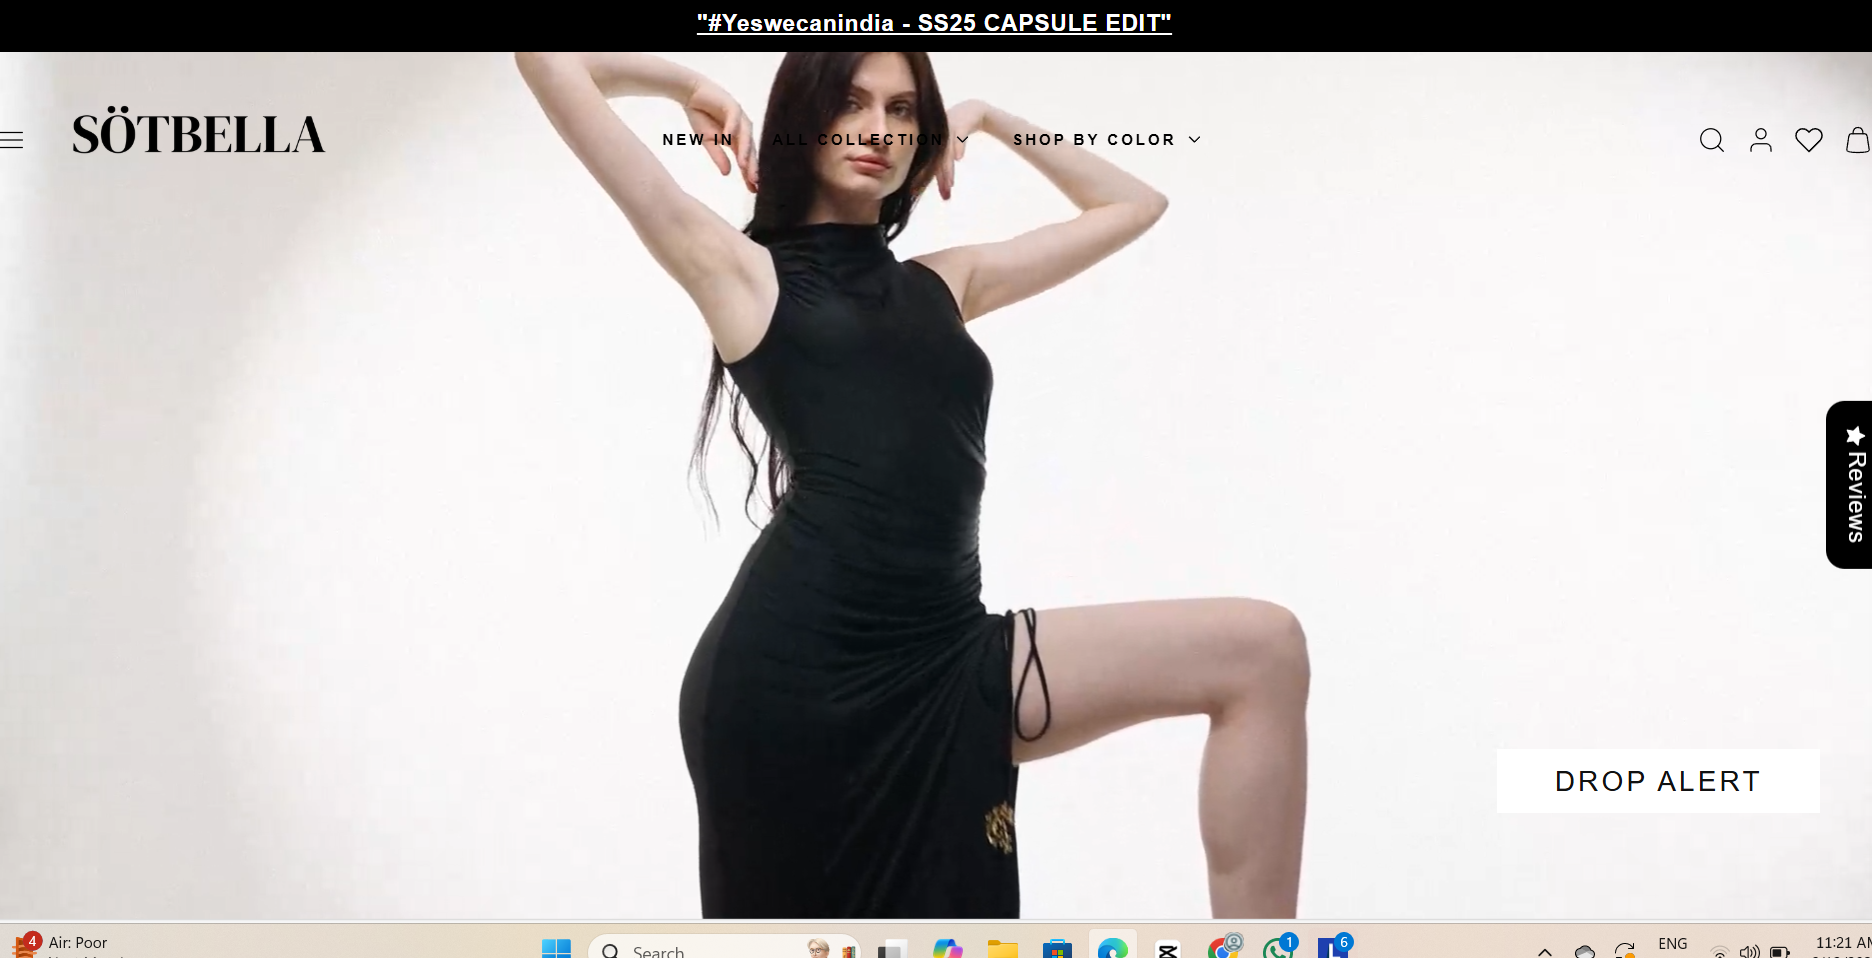 "#Yeswecanindia - SS25 CAPSULE EDIT"
SÖTBELLA
NEW IN
ALL COLLECTION
SHOP BY COLOR
Reviews
DROP ALERT
4
Air: Poor
Search
1
6
ENG
11:21 AM